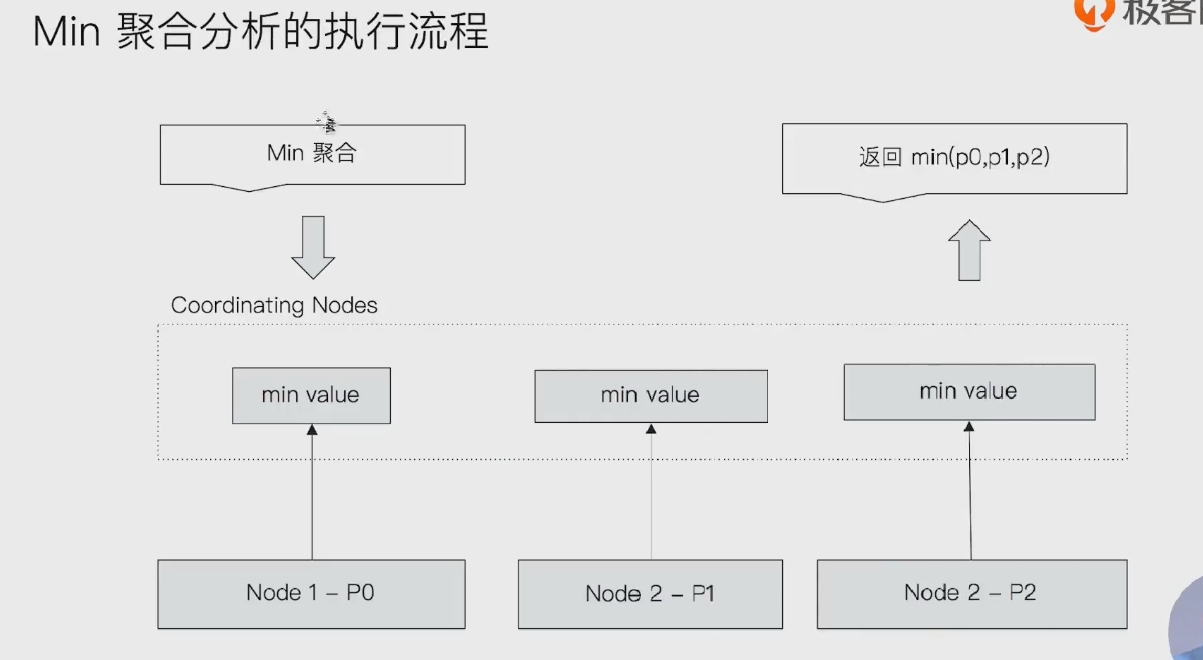 Min 聚合分析的执行流程
极客
Min 聚合
返回 min(p0,p1,p2)
Coordinating Nodes
min value
min value
min value
Node 1 – P0
Node 2 – P1
Node 2 – P2